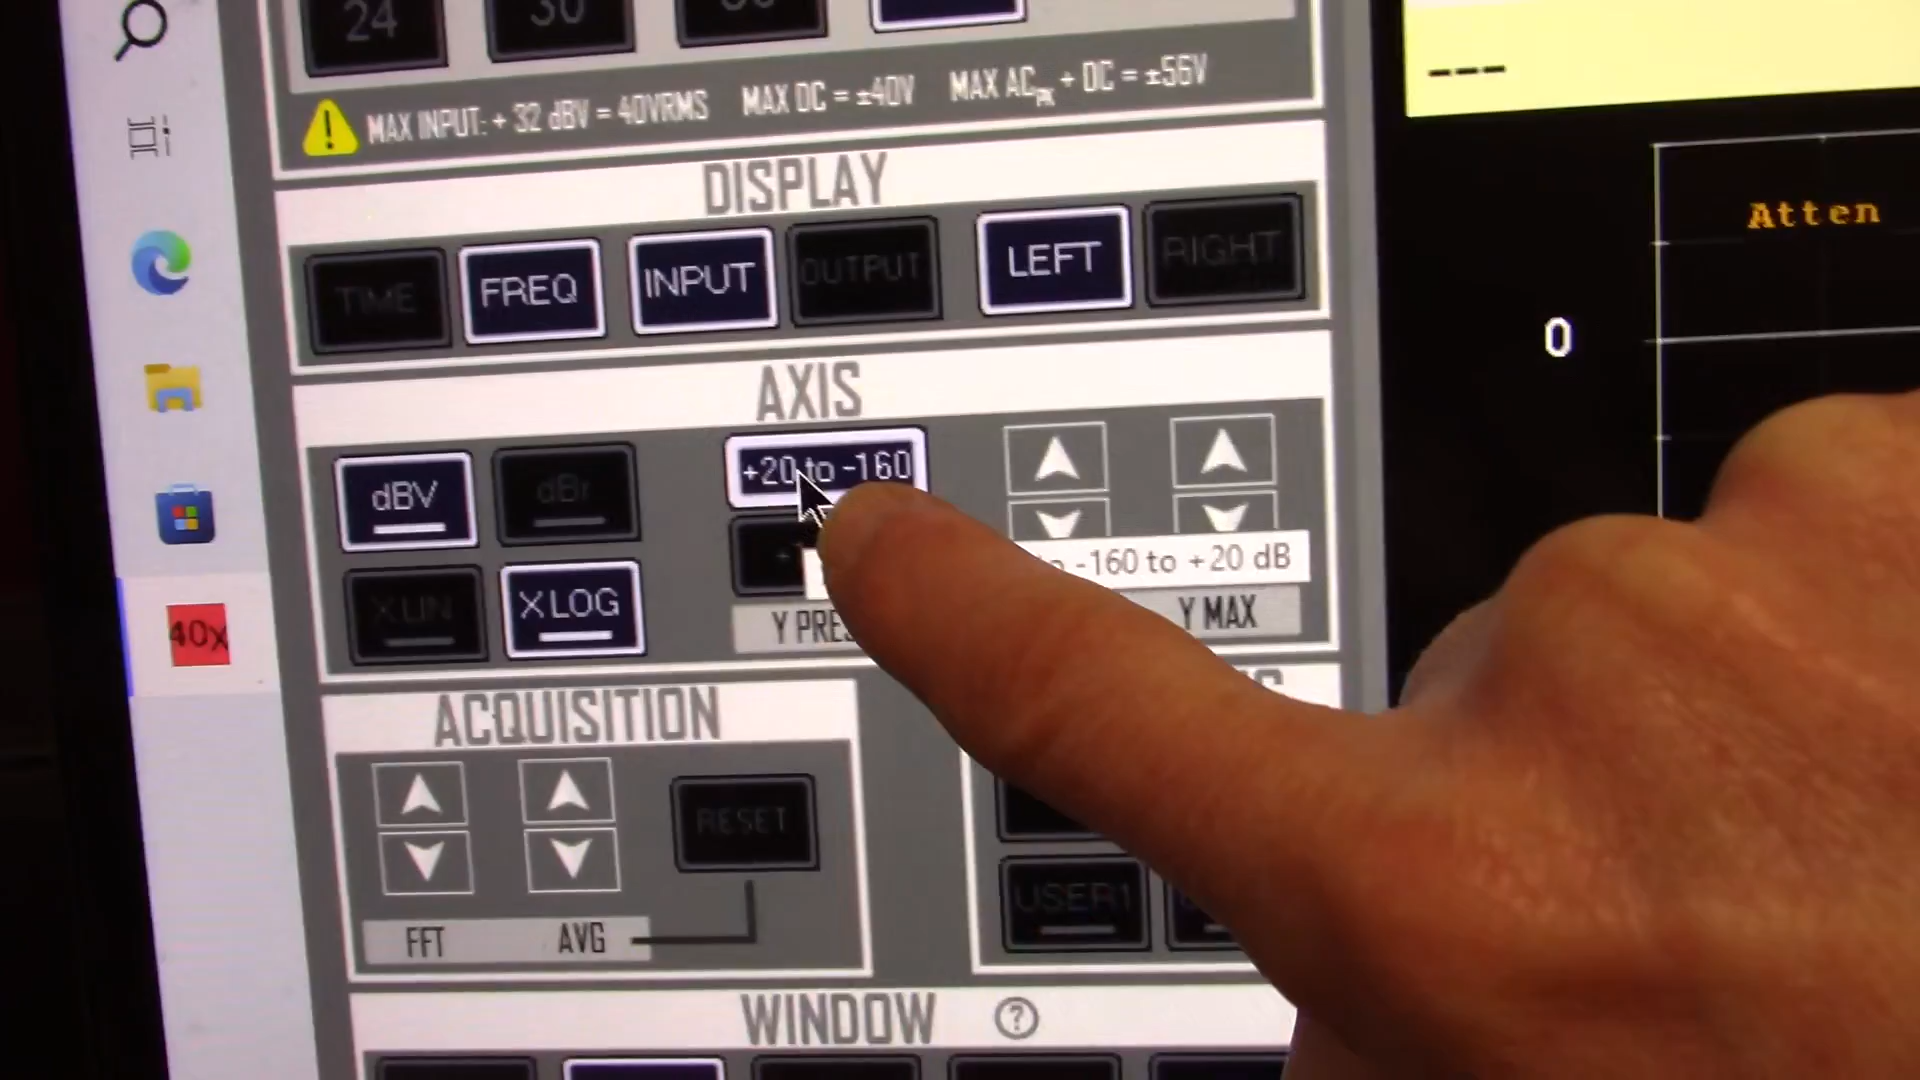 24 30
MAX INPUT: + 32 dBV = 40VRMS MAX DC = ±40V MAX ACPK + DC = ±56V
---
DISPLAY
TIME FREQ INPUT OUTPUT LEFT RIGHT
Atten
0
AXIS
dBV dBr +20 to -160
-160 to +20 dB
XLIN XLOG Y PRES Y MAX
40x
ACQUISITION
RESET
USER1
FFT AVG
WINDOW ?